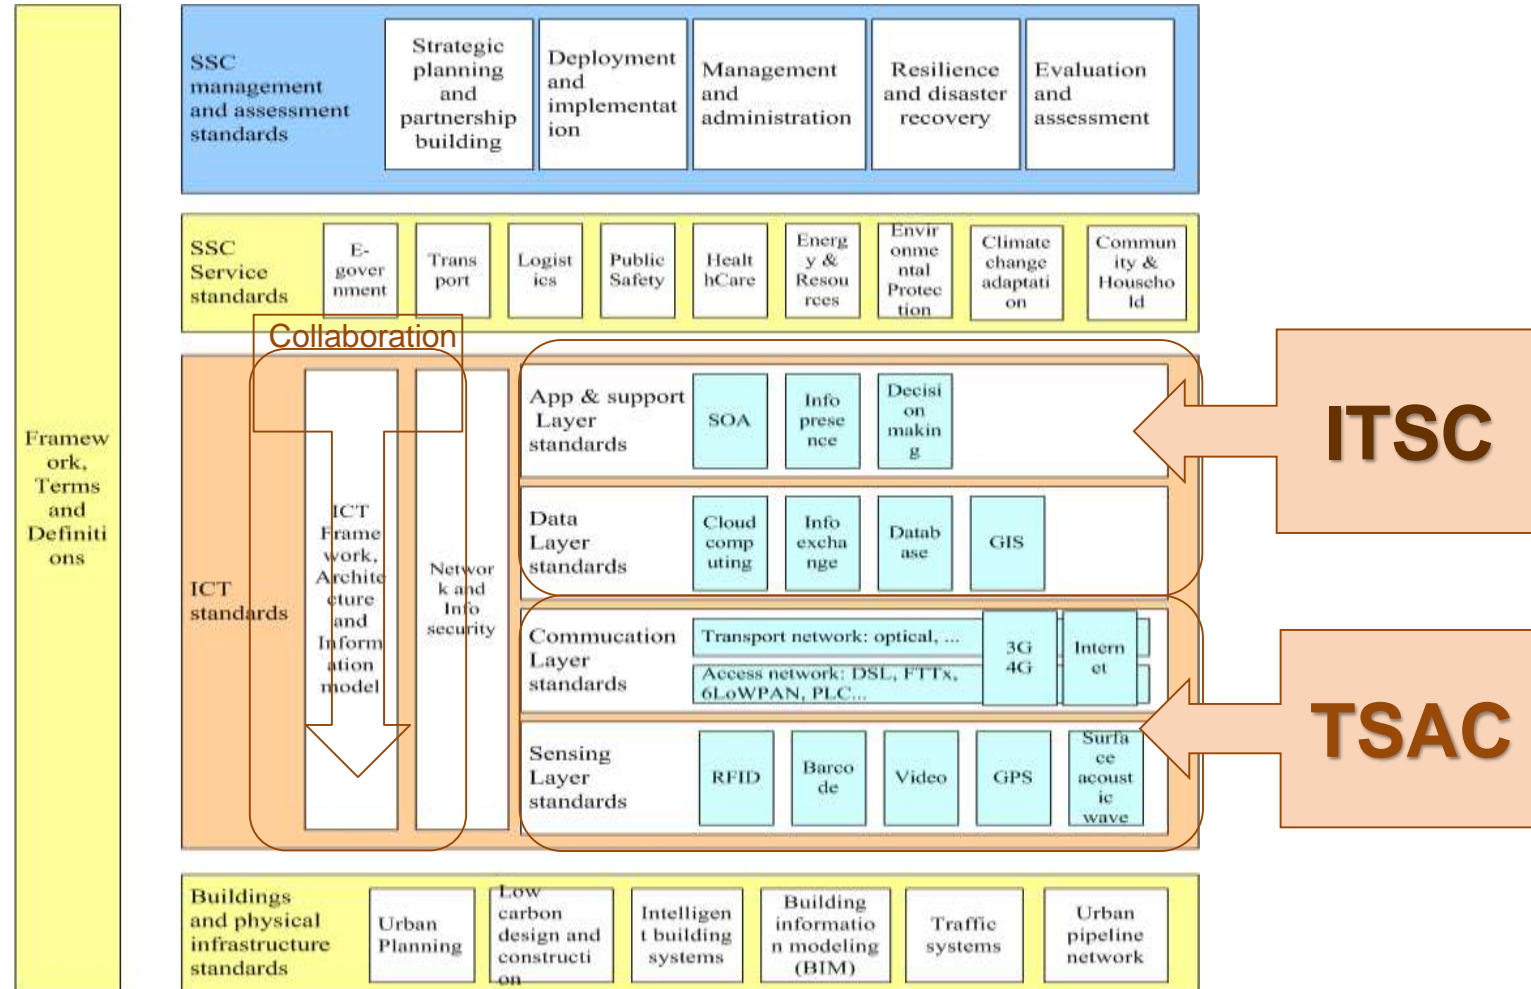 Framew
ork,
Terms
and
Definiti
ons
SSC
management
and assessment
standards
Strategic
planning
and
partnership
building
Deployment
and
implementat
ion
Management
and
administration
Resilience
and disaster
recovery
Evaluation
and
assessment
SSC
Service
standards
E-
gover
nment
Trans
port
Logist
ics
Public
Safety
Healt
hCare
Energ
y &
Resou
rces
Envir
onme
ntal
Protec
tion
Climate
change
adaptati
on
Commun
ity &
Househo
ld
Collaboration
ICT
standards
ICT
Frame
work,
Archite
cture
and
Inform
ation
model
Networ
k and
Info
security
App & support
Layer
standards
SOA
Info
prese
nce
Decisi
on
makin
g
Data
Layer
standards
Cloud
comp
uting
Info
excha
nge
Datab
ase
GIS
Commucation
Layer
standards
Transport network: optical, ...
Access network: DSL, FTTx,
6LoWPAN, PLC...
3G
4G
Intern
et
Sensing
Layer
standards
RFID
Barco
de
Video
GPS
Surfa
ce
acoust
ic
wave
ITSC
TSAC
Buildings
and physical
infrastructure
standards
Urban
Planning
Low
carbon
design and
constructi
on
Intelligen
t building
systems
Building
informatio
n modeling
(BIM)
Traffic
systems
Urban
pipeline
network